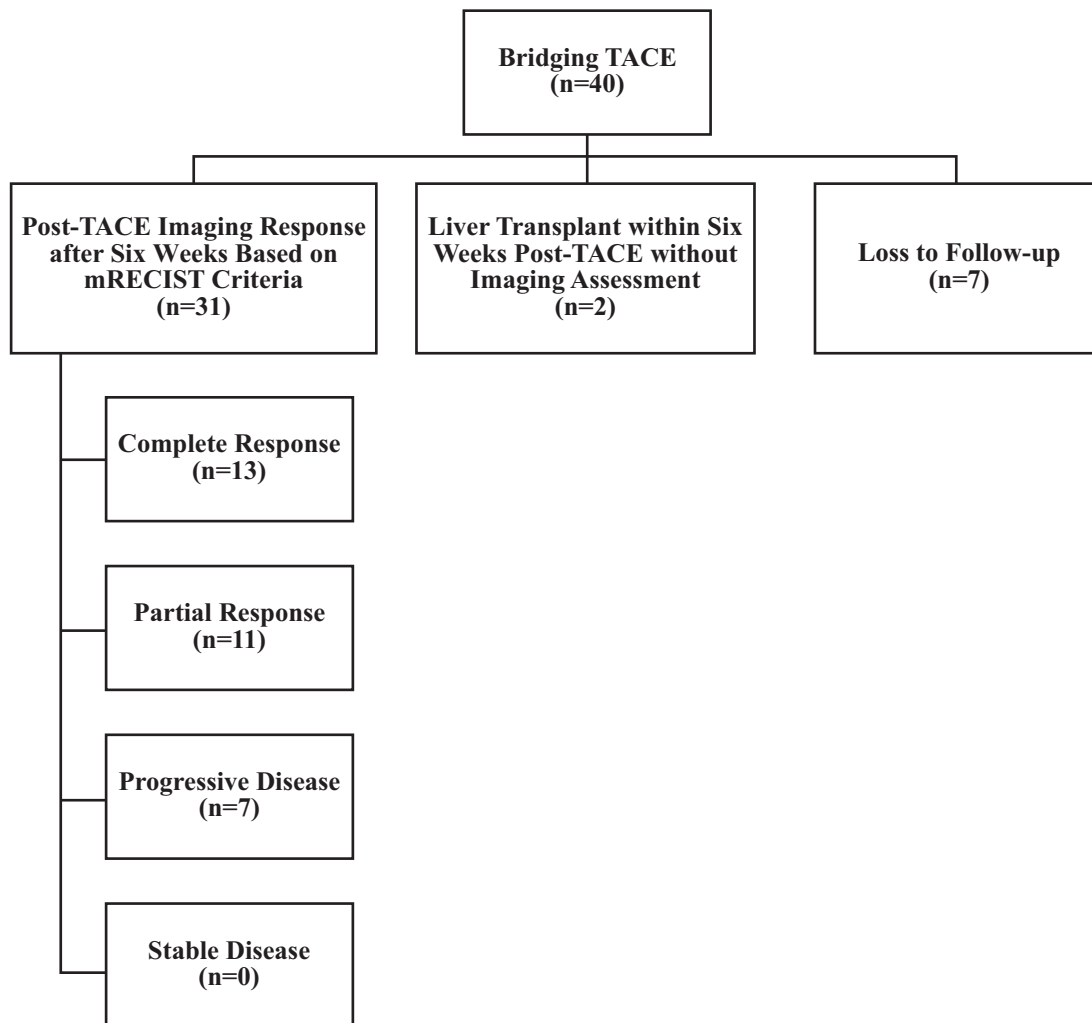 Bridging TACE
(n=40)
Post-TACE Imaging Response
after Six Weeks Based on
mRECIST Criteria
(n=31)
Liver Transplant within Six
Weeks Post-TACE without
Imaging Assessment
(n=2)
Loss to Follow-up
(n=7)
Complete Response
(n=13)
Partial Response
(n=11)
Progressive Disease
(n=7)
Stable Disease
(n=0)